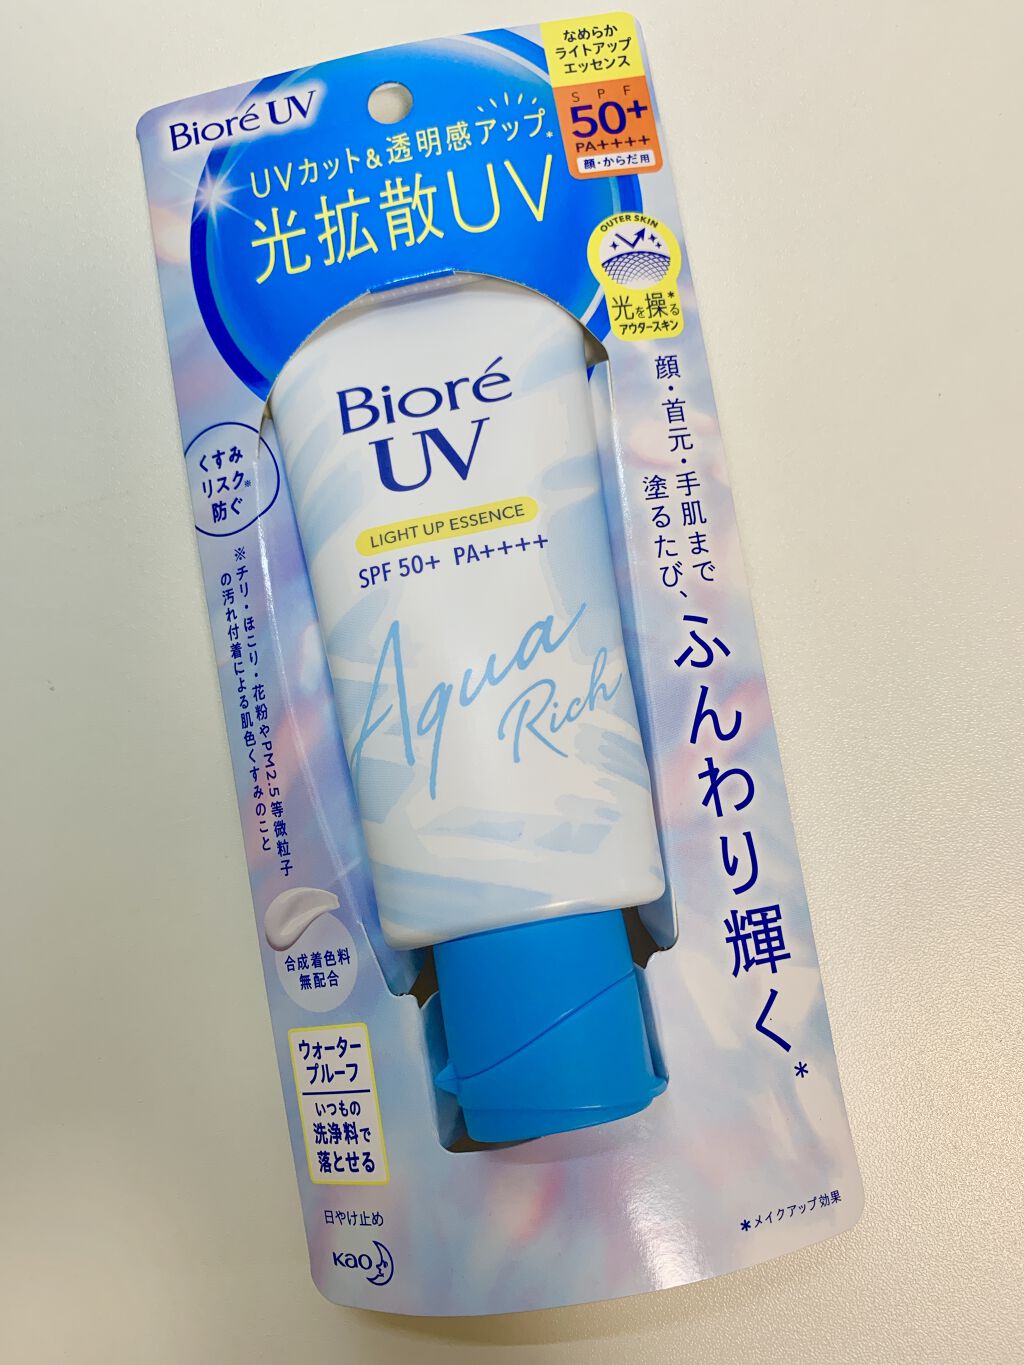 Bioré UV
なめらか
ライトアップ
エッセンス
SPF
50+
PA++++
顔・からだ用
UVカット&透明感アップ*
光拡散UV
OUTER SKIN
光を操る*
アウタースキン
Bioré
UV
LIGHT UP ESSENCE
SPF 50+ PA++++
Aqua
Rich
くすみ
リスク※
防ぐ
※チリ・ほこり・花粉やPM2.5等微粒子
の汚れ付着による肌色くすみのこと
顔・首元・手肌まで
塗るたび、
ふんわり輝く*
合成着色料
無配合
ウォーター
プルーフ
いつもの
洗浄料で
落とせる
日やけ止め
Kao
*メイクアップ効果